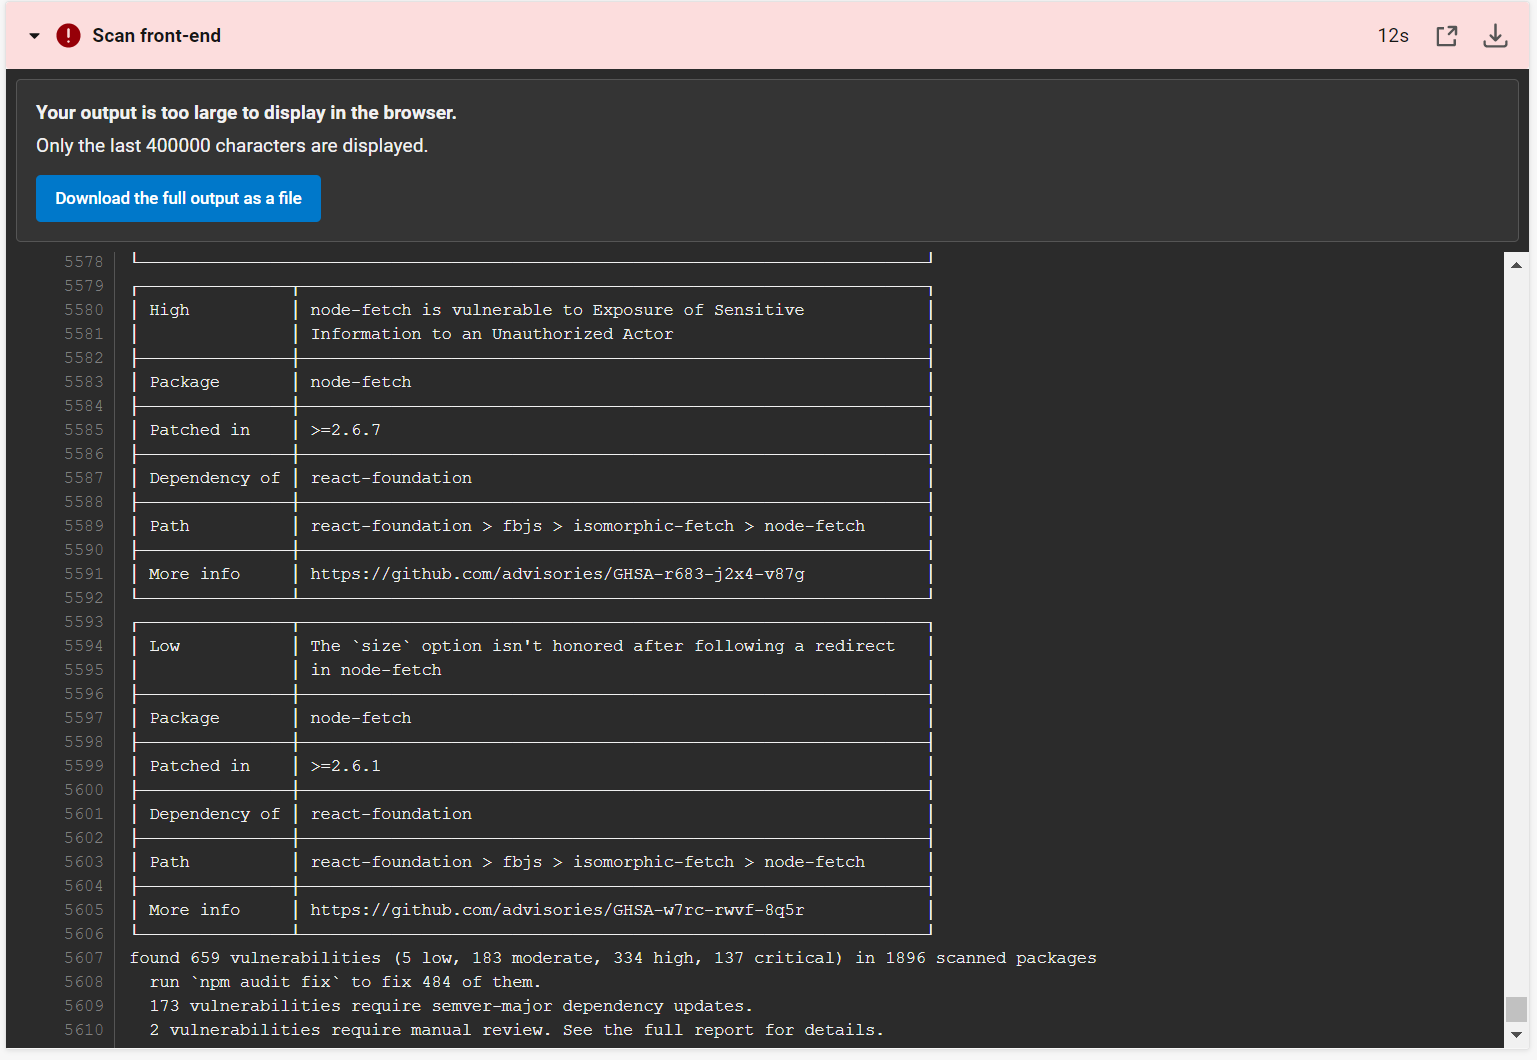 Scan front-end 12s
Your output is too large to display in the browser.
Only the last 400000 characters are displayed.
Download the full output as a file
5578
5579
5580 High node-fetch is vulnerable to Exposure of Sensitive
5581 Information to an Unauthorized Actor
5582
5583 Package node-fetch
5584
5585 Patched in >=2.6.7
5586
5587 Dependency of react-foundation
5588
5589 Path react-foundation > fbjs > isomorphic-fetch > node-fetch
5590
5591 More info https://github.com/advisories/GHSA-r683-j2x4-v87g
5592
5593
5594 Low The `size` option isn't honored after following a redirect
5595 in node-fetch
5596
5597 Package node-fetch
5598
5599 Patched in >=2.6.1
5600
5601 Dependency of react-foundation
5602
5603 Path react-foundation > fbjs > isomorphic-fetch > node-fetch
5604
5605 More info https://github.com/advisories/GHSA-w7rc-rwvf-8q5r
5606
5607 found 659 vulnerabilities (5 low, 183 moderate, 334 high, 137 critical) in 1896 scanned packages
5608 run `npm audit fix` to fix 484 of them.
5609 173 vulnerabilities require semver-major dependency updates.
5610 2 vulnerabilities require manual review. See the full report for details.